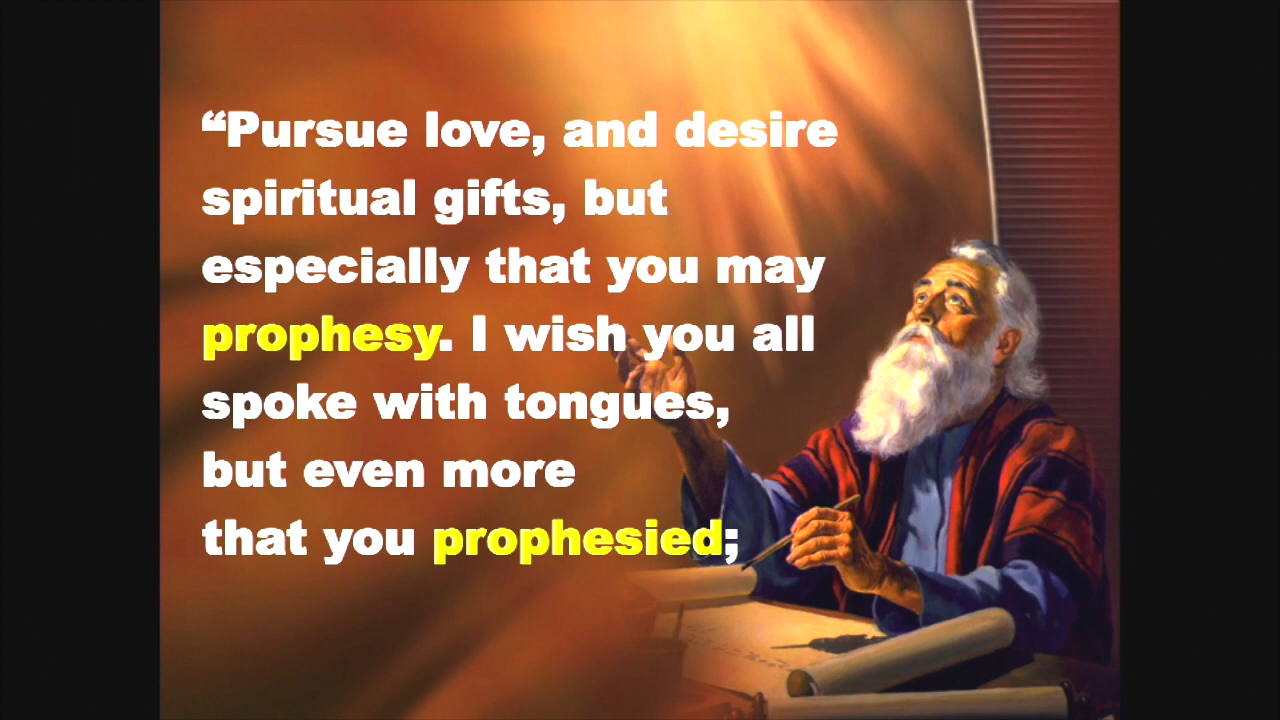 “Pursue love, and desire
spiritual gifts, but
especially that you may
prophesy. I wish you all
spoke with tongues,
but even more
that you prophesied;